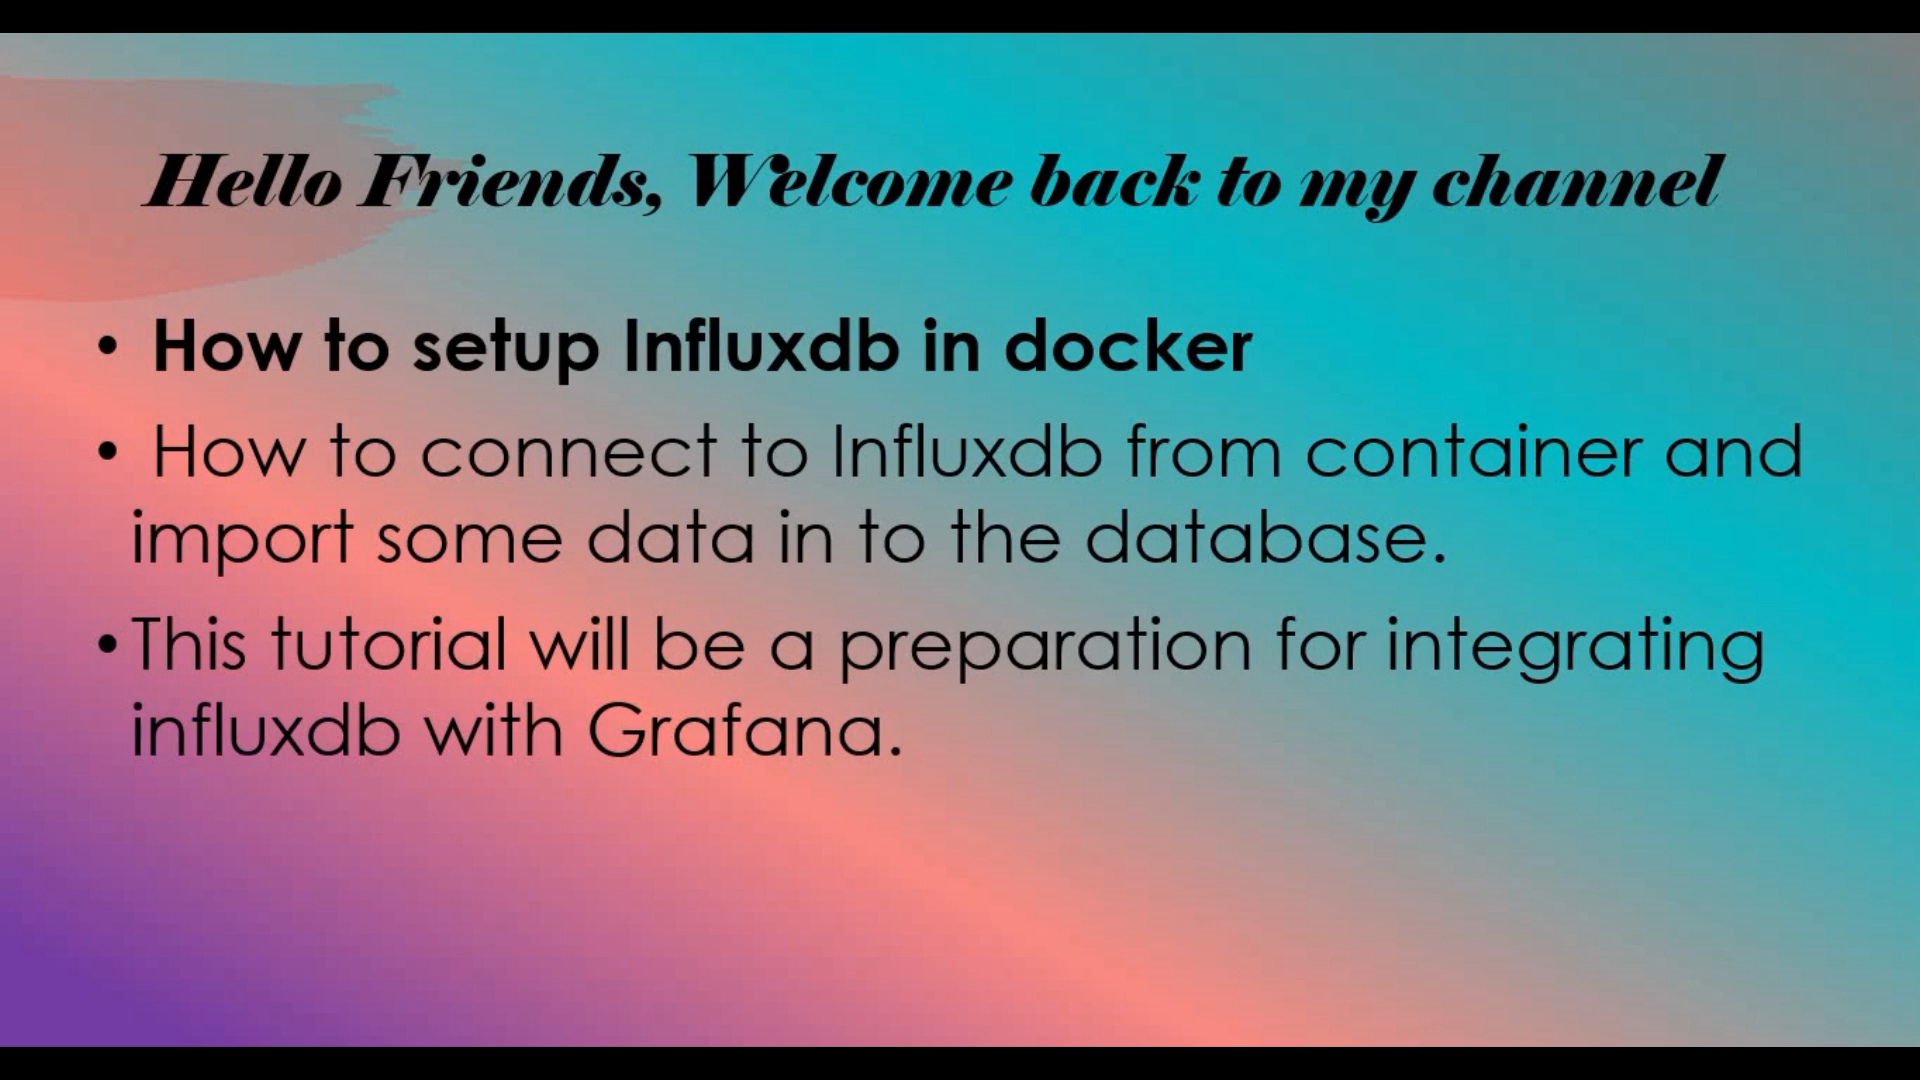 Hello Friends, Welcome back to my channel
• How to setup Influxdb in docker
• How to connect to Influxdb from container and
import some data in to the database.
• This tutorial will be a preparation for integrating
influxdb with Grafana.